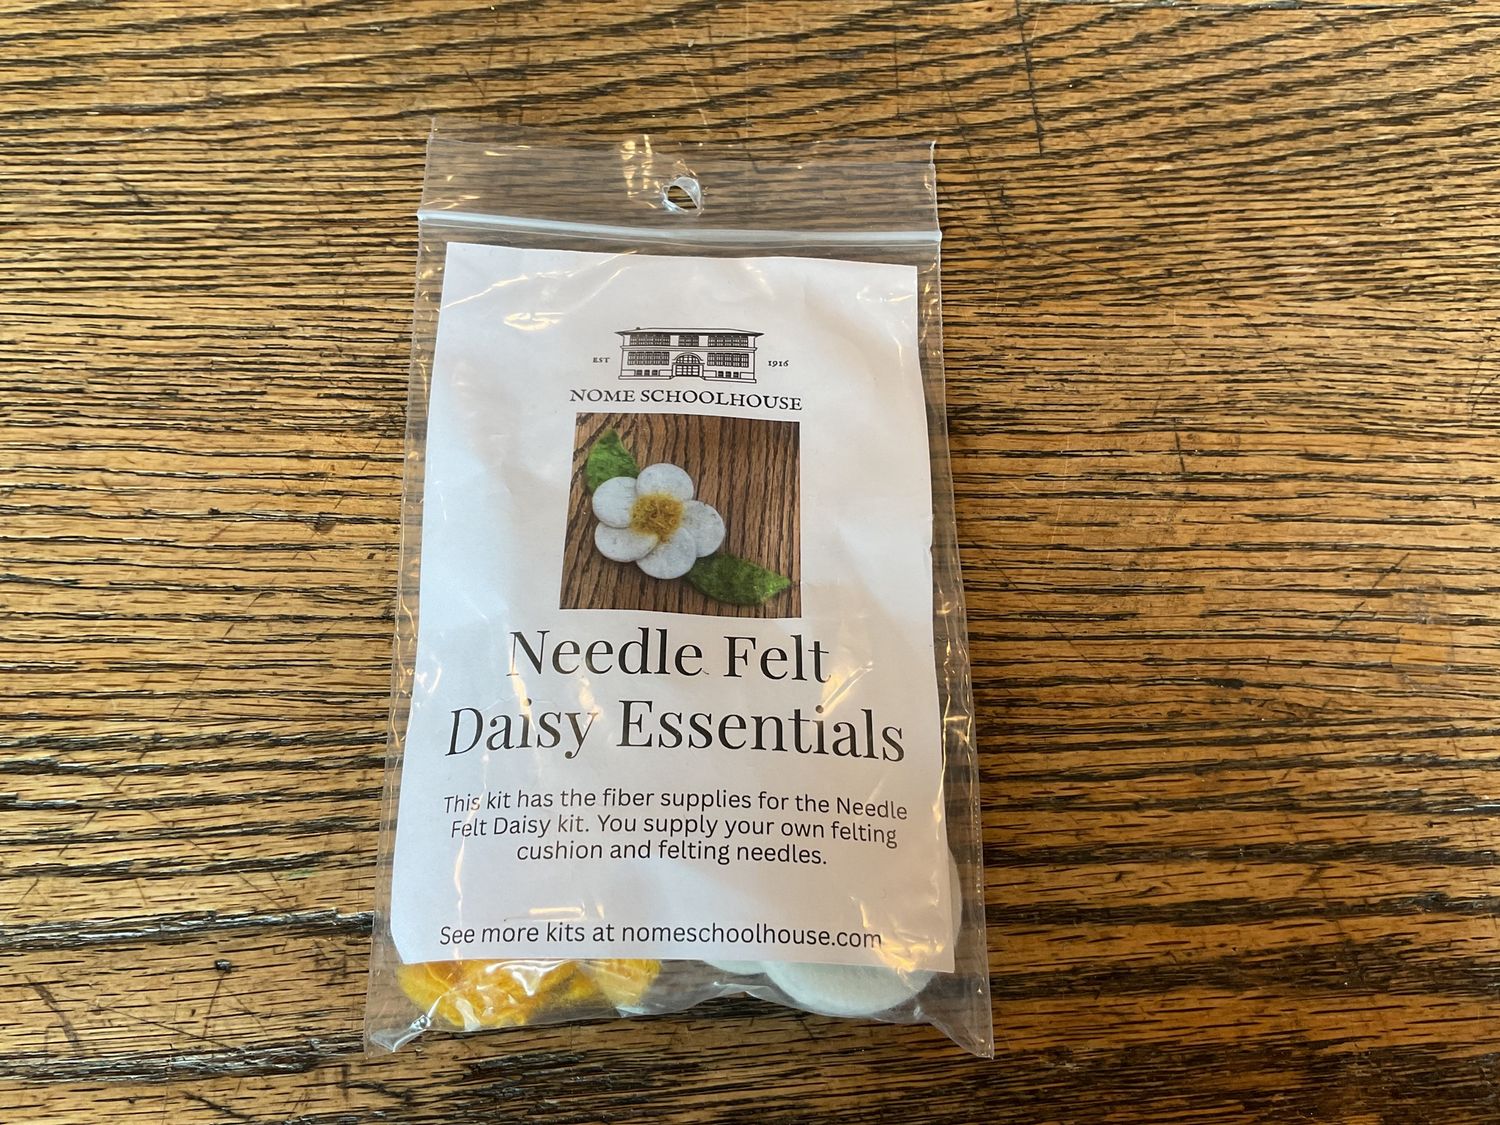 EST 1916
NOME SCHOOLHOUSE
Needle Felt
Daisy Essentials
This kit has the fiber supplies for the Needle
Felt Daisy kit. You supply your own felting
cushion and felting needles.
See more kits at nomeschoolhouse.com